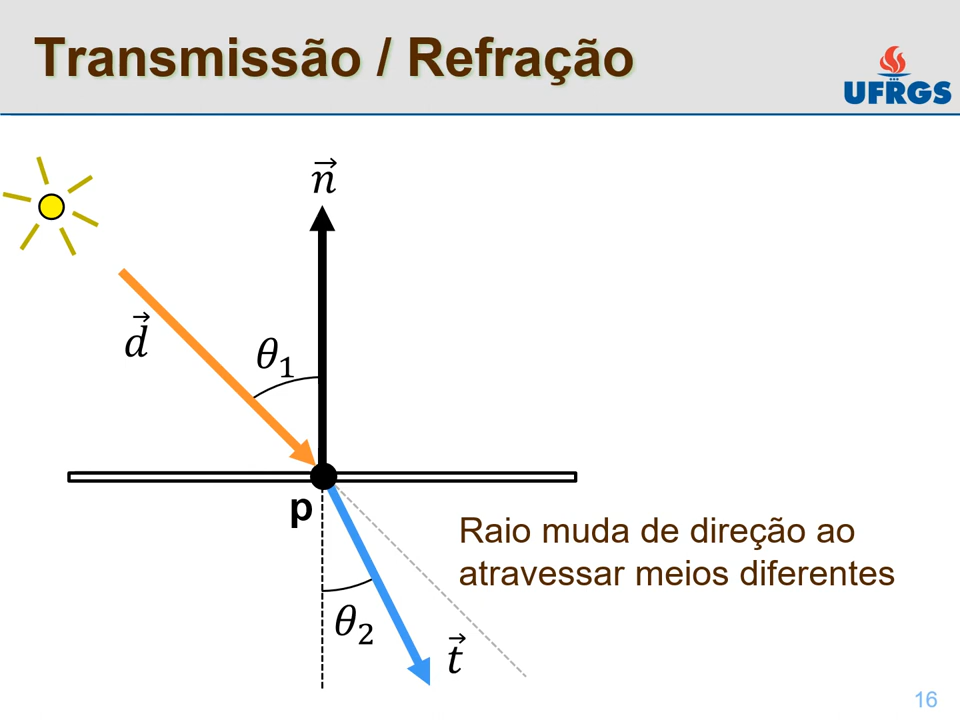 Transmissão / Refração
UFRGS
n⃗
d⃗
θ₁
p
Raio muda de direção ao
atravessar meios diferentes
θ₂
t⃗
16